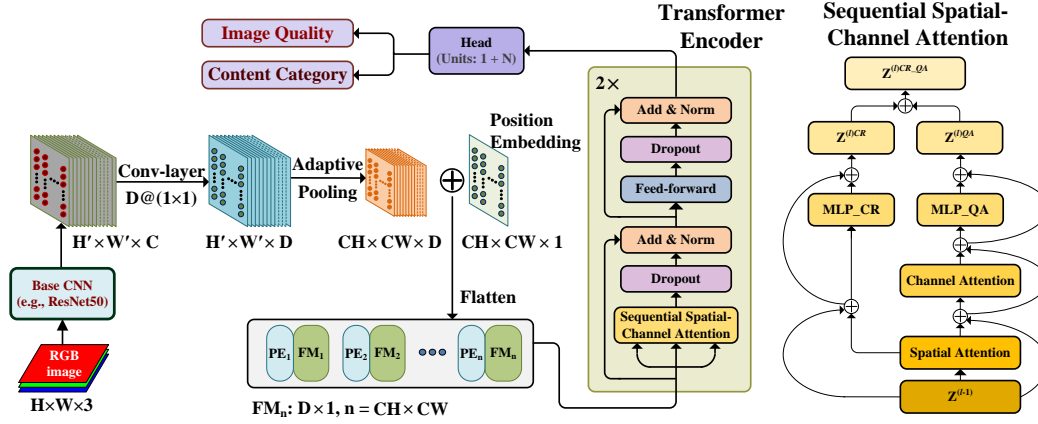 Image Quality
Content Category
Head
(Units: 1 + N)
Transformer
Encoder
Sequential Spatial-
Channel Attention
2×
Add & Norm
Dropout
Feed-forward
Add & Norm
Dropout
Sequential Spatial-
Channel Attention
Z(l)CR_QA
Z(l)CR
Z(l)QA
MLP_CR
MLP_QA
Channel Attention
Spatial Attention
Z(l-1)
Conv-layer
D@(1×1)
Adaptive
Pooling
Position
Embedding
H′×W′×C
H′×W′×D
CH×CW×D
CH×CW×1
Base CNN
(e.g., ResNet50)
RGB
image
H×W×3
Flatten
PE1 FM1 PE2 FM2 PEn FMn
FMn: D×1, n = CH×CW